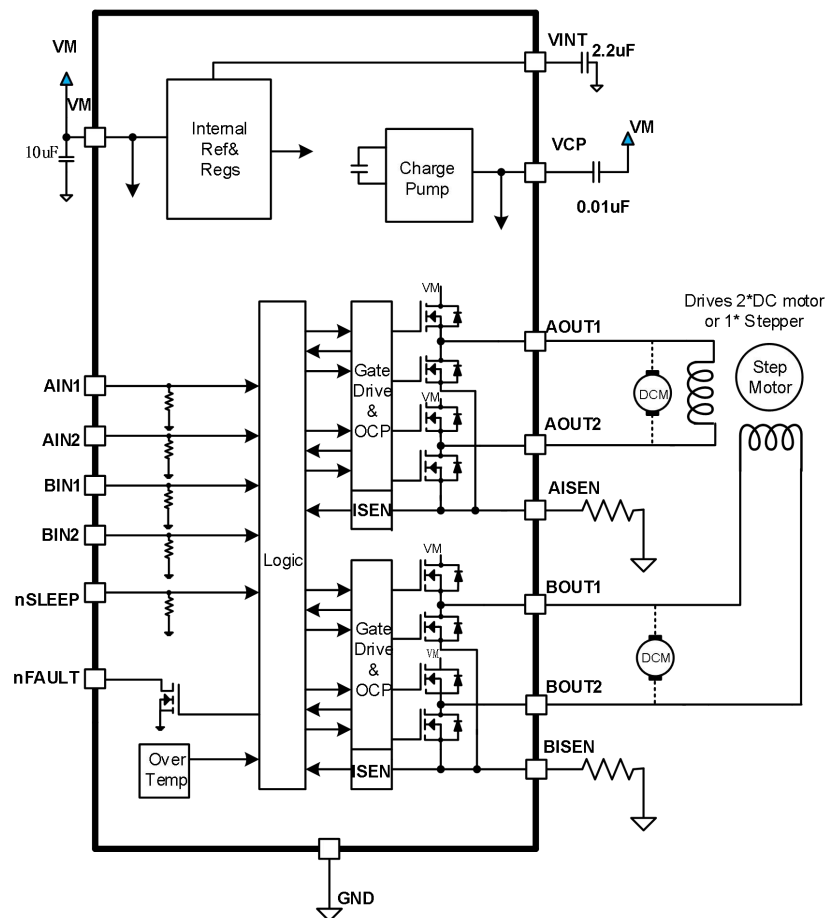 VM
VM
10uF
Internal
Ref&
Regs
VINT
2.2uF
Charge
Pump
VCP
VM
0.01uF
Drives 2*DC motor
or 1* Stepper
Step
Motor
AIN1
AIN2
BIN1
BIN2
nSLEEP
nFAULT
Logic
Over
Temp
VM
VM
Gate
Drive
&
OCP
ISEN
AOUT1
DCM
AOUT2
AISEN
VM
VM
Gate
Drive
&
OCP
ISEN
BOUT1
DCM
BOUT2
BISEN
GND